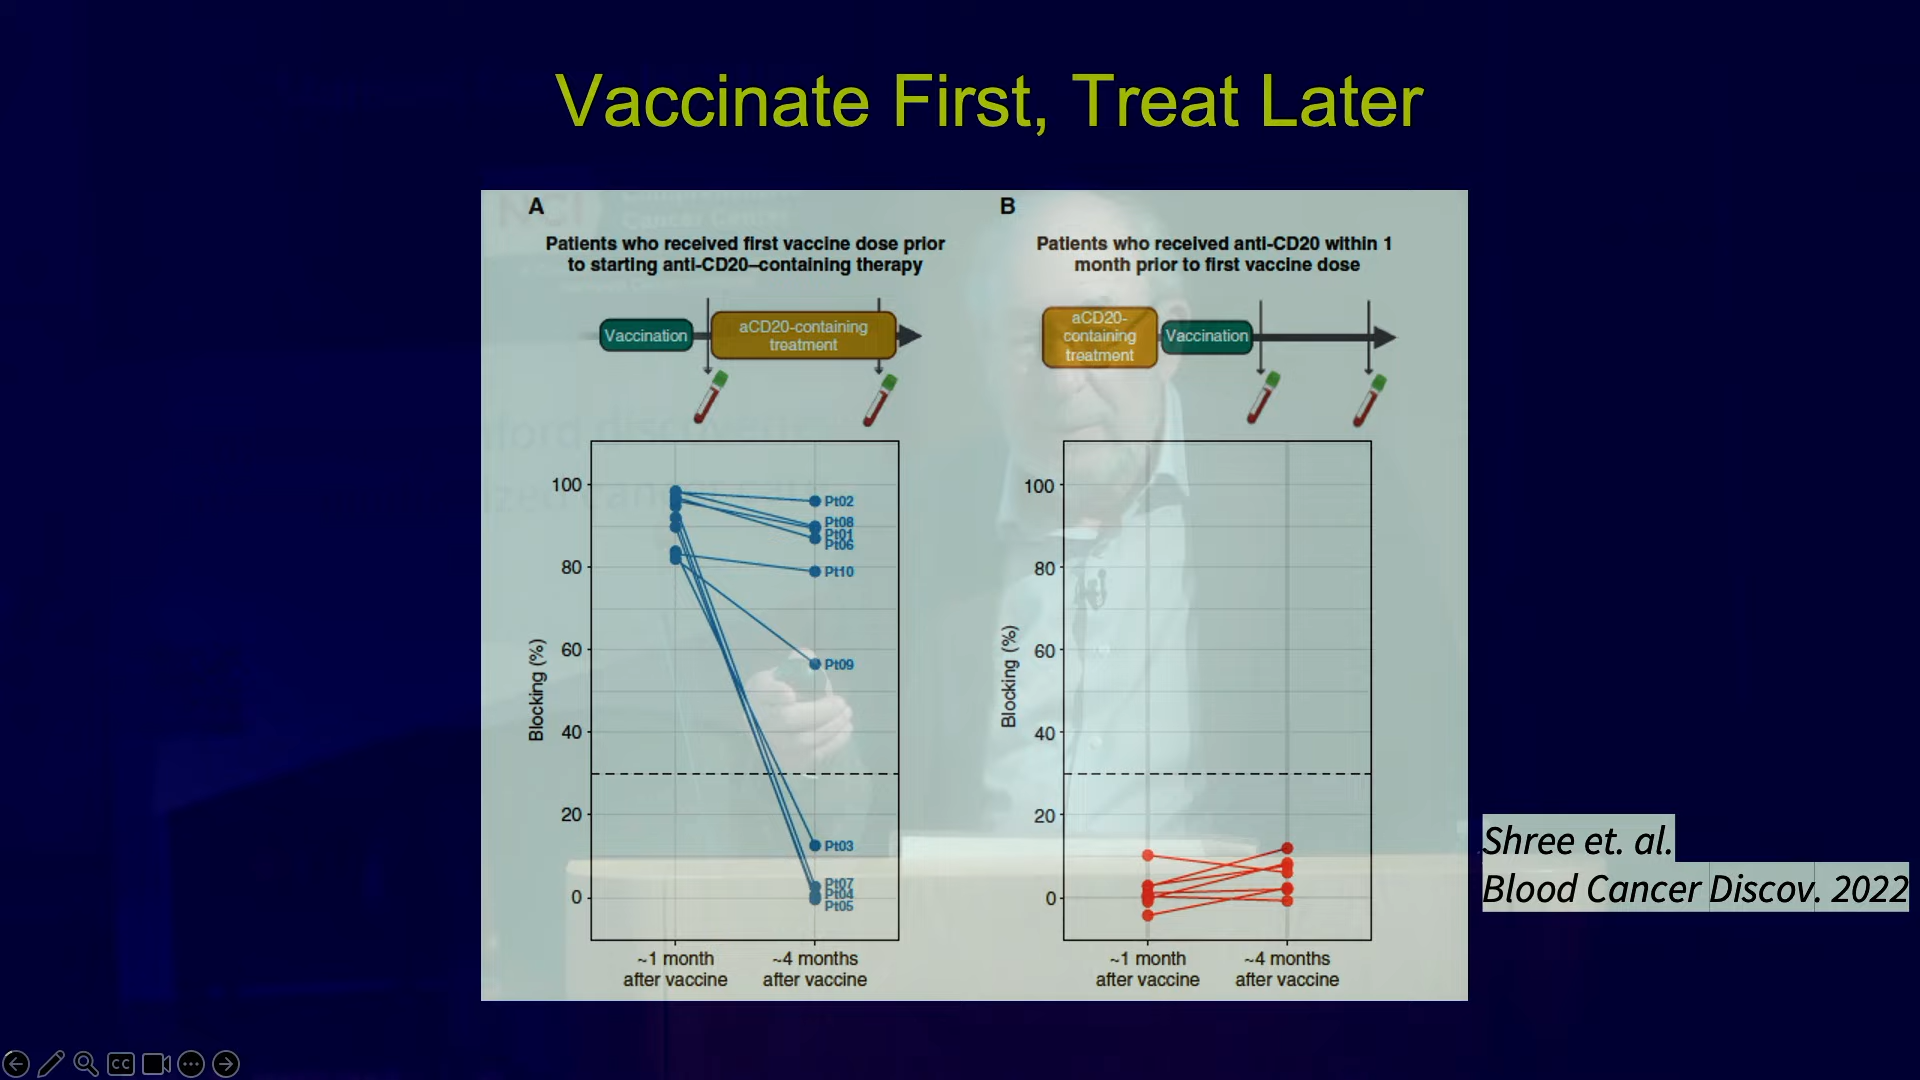 Vaccinate First, Treat Later
A
Patients who received first vaccine dose prior
to starting anti-CD20–containing therapy
Vaccination
aCD20-containing
treatment
100
80
60
40
20
0
Blocking (%)
Pt02
Pt08
Pt01
Pt06
Pt10
Pt09
Pt03
Pt07
Pt04
Pt05
~1 month
after vaccine
~4 months
after vaccine
B
Patients who received anti-CD20 within 1
month prior to first vaccine dose
aCD20-
containing
treatment
Vaccination
100
80
60
40
20
0
Blocking (%)
~1 month
after vaccine
~4 months
after vaccine
Shree et. al.
Blood Cancer Discov. 2022
NCI
Cancer Center
CC